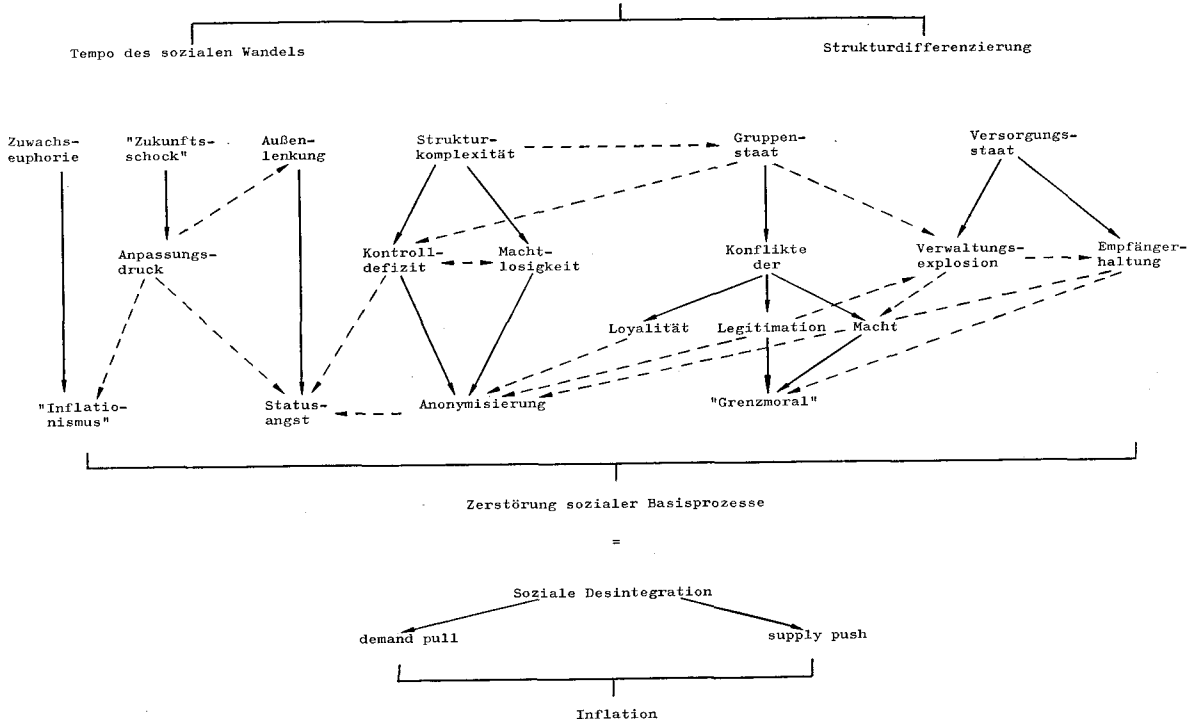 Tempo des sozialen Wandels
Strukturdifferenzierung
Zuwachs-
euphorie
"Zukunfts-
schock"
Außen-
lenkung
Struktur-
komplexität
Gruppen-
staat
Versorgungs-
staat
Anpassungs-
druck
Kontroll-
defizit
Macht-
losigkeit
Konflikte
der
Verwaltungs-
explosion
Empfänger-
haltung
Loyalität
Legitimation
Macht
"Inflatio-
nismus"
Status-
angst
Anonymisierung
"Grenzmoral"
Zerstörung sozialer Basisprozesse
=
Soziale Desintegration
demand pull
supply push
Inflation